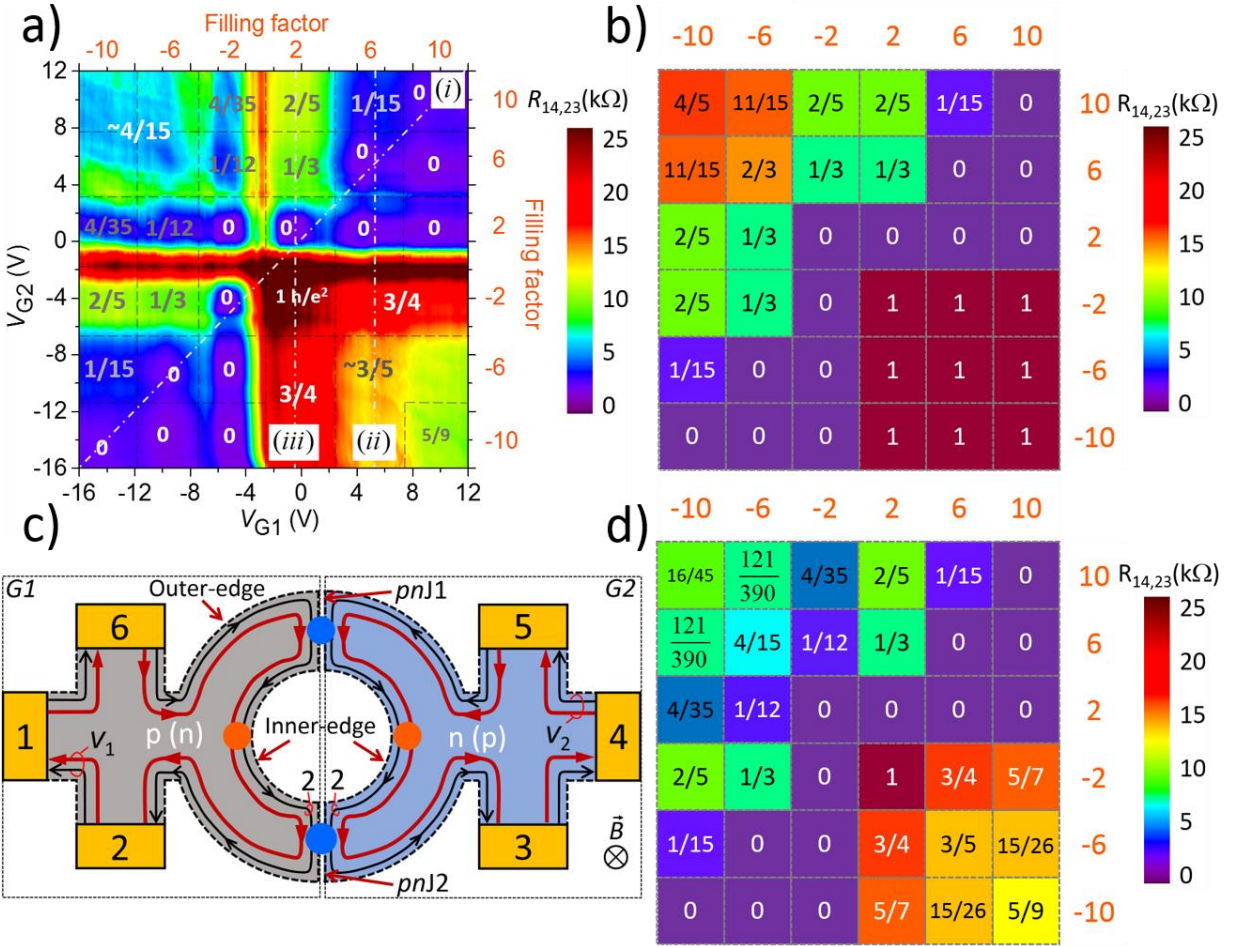 a)
Filling factor
-10 -6 -2 2 6 10
12
8
4
0
-4
-8
-12
-16
V_G2 (V)
4/35 2/5 1/15 0 (i)
~4/15
1/12 1/3 0 0
4/35 1/12 0 0 0 0
2/5 1/3 0 1 h/e² 3/4
1/15 0 0 ~3/5
3/4
0 0 0 (iii) (ii) 5/9
-16 -12 -8 -4 0 4 8 12
V_G1 (V)
10
6
2
-2
-6
-10
Filling factor
R_14,23(kΩ)
25
20
15
10
5
0
b)
-10 -6 -2 2 6 10
4/5 11/15 2/5 2/5 1/15 0 10
11/15 2/3 1/3 1/3 0 0 6
2/5 1/3 0 0 0 0 2
2/5 1/3 0 1 1 1 -2
1/15 0 0 1 1 1 -6
0 0 0 1 1 1 -10
R_14,23(kΩ)
25
20
15
10
5
0
c)
G1
Outer-edge
pnJ1
G2
6
5
1
p (n)
Inner-edge
n (p)
4
ν₁
ν₂
2 2
2
3
B⃗
pnJ2
d)
-10 -6 -2 2 6 10
16/45 121/390 4/35 2/5 1/15 0 10
121/390 4/15 1/12 1/3 0 0 6
4/35 1/12 0 0 0 0 2
2/5 1/3 0 1 3/4 5/7 -2
1/15 0 0 3/4 3/5 15/26 -6
0 0 0 5/7 15/26 5/9 -10
R_14,23(kΩ)
25
20
15
10
5
0